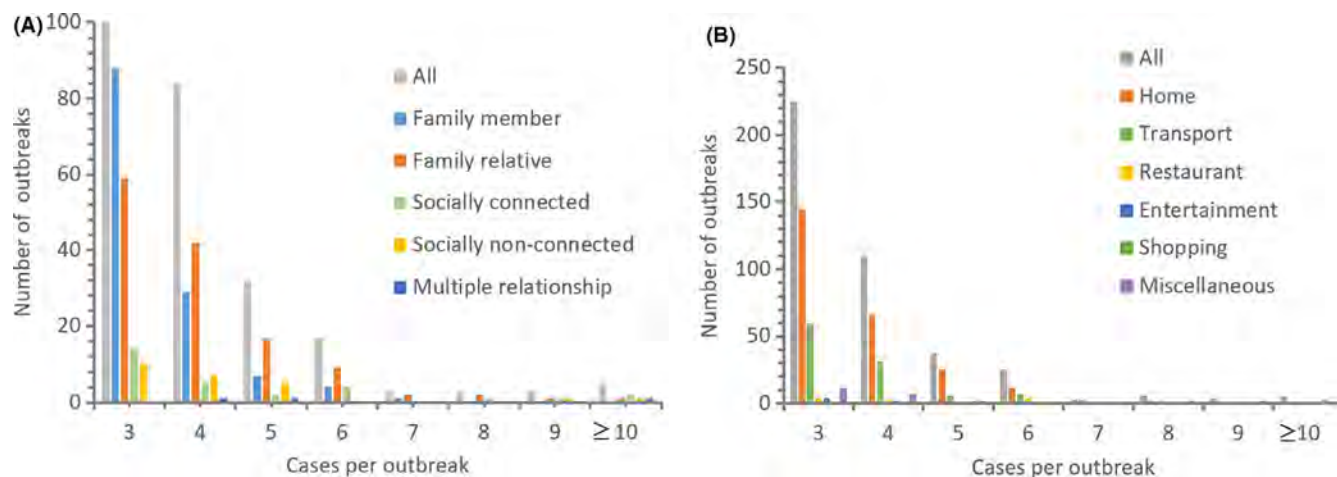 (A)
Number of outbreaks
100
80
60
40
20
0
All
Family member
Family relative
Socially connected
Socially non-connected
Multiple relationship
3 4 5 6 7 8 9 ≥ 10
Cases per outbreak
(B)
Number of outbreaks
250
200
150
100
50
0
All
Home
Transport
Restaurant
Entertainment
Shopping
Miscellaneous
3 4 5 6 7 8 9 ≥10
Cases per outbreak